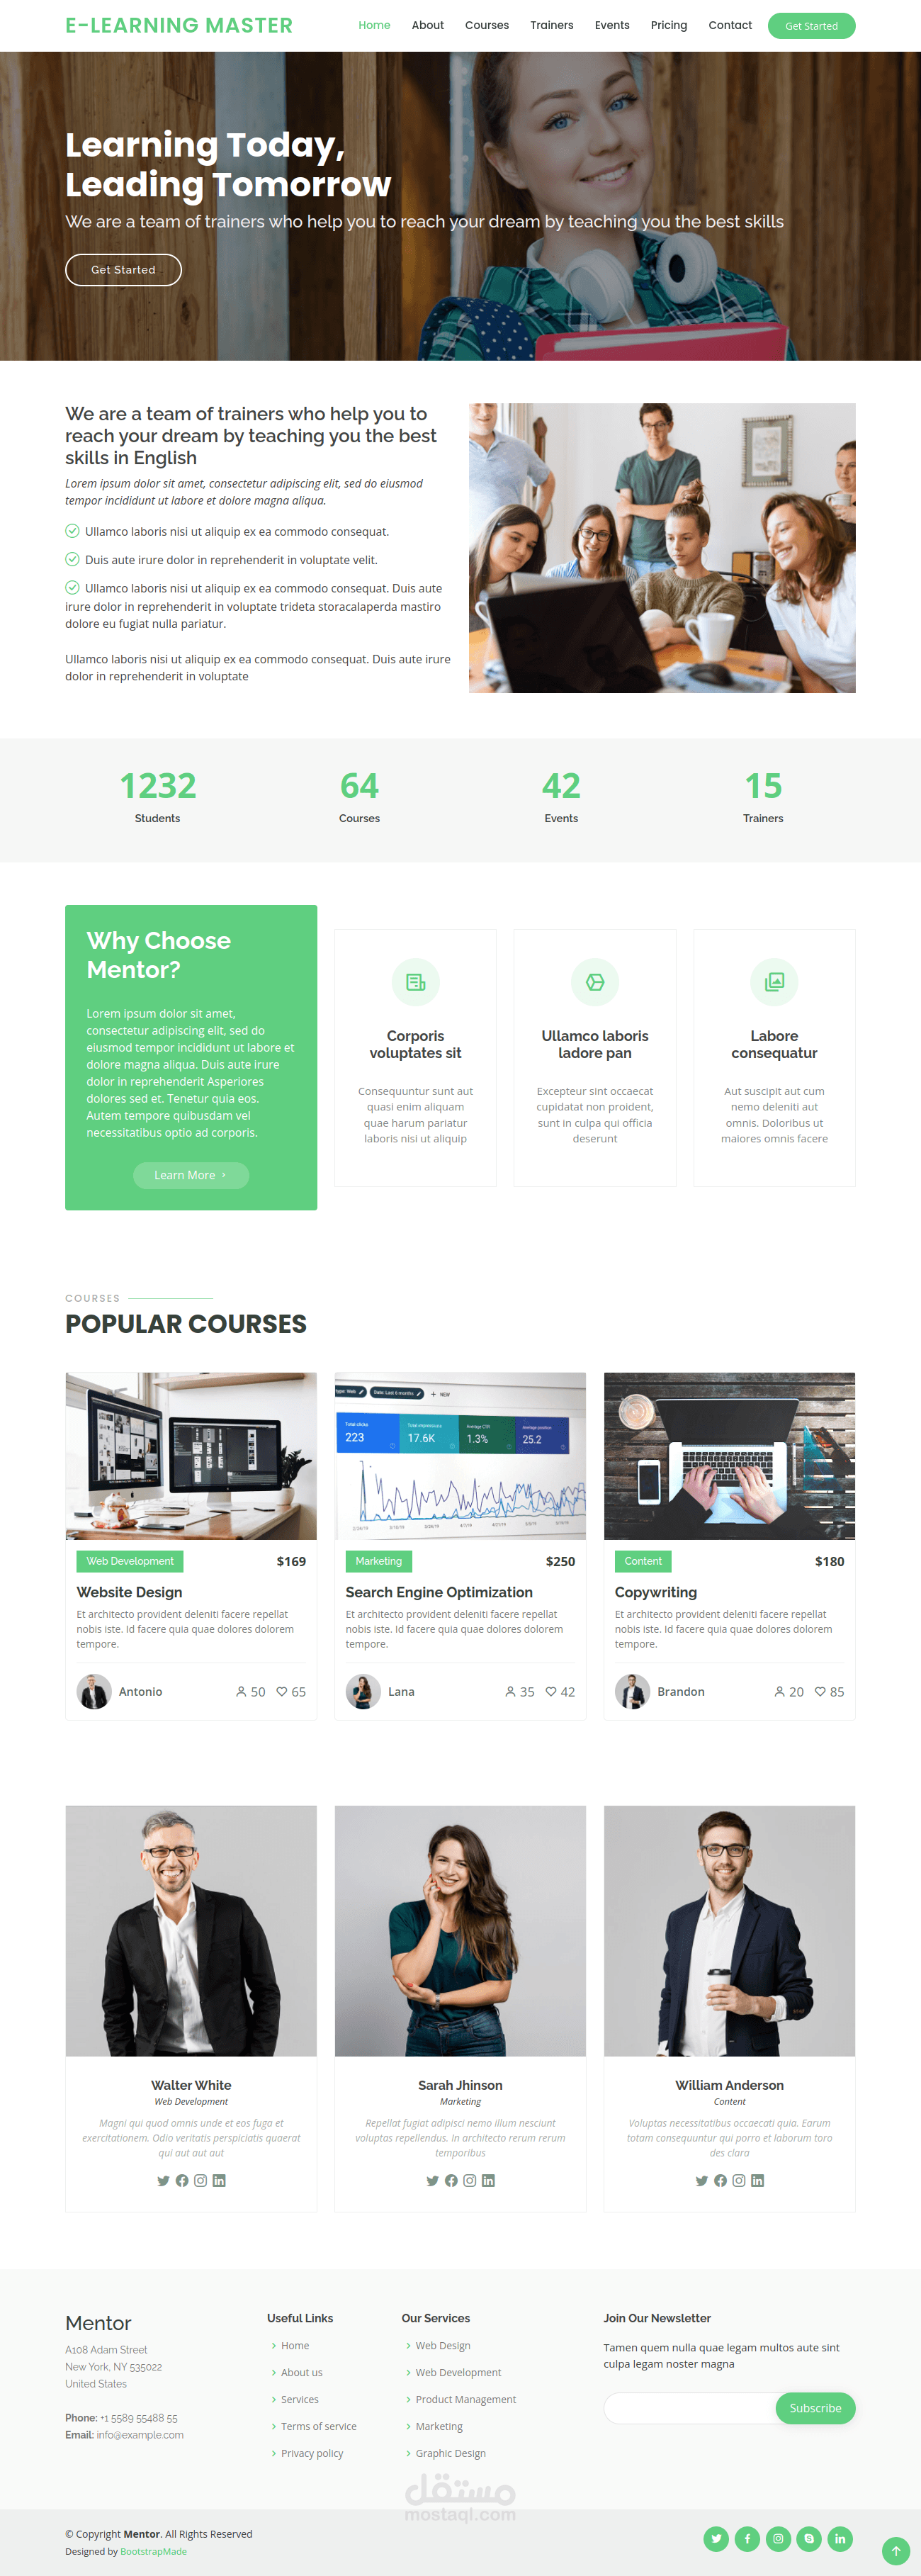 E-LEARNING MASTER
Home About Courses Trainers Events Pricing Contact Get Started
Learning Today,
Leading Tomorrow
We are a team of trainers who help you to reach your dream by teaching you the best skills
Get Started
We are a team of trainers who help you to
reach your dream by teaching you the best
skills in English
Lorem ipsum dolor sit amet, consectetur adipiscing elit, sed do eiusmod
tempor incididunt ut labore et dolore magna aliqua.
Ullamco laboris nisi ut aliquip ex ea commodo consequat.
Duis aute irure dolor in reprehenderit in voluptate velit.
Ullamco laboris nisi ut aliquip ex ea commodo consequat. Duis aute
irure dolor in reprehenderit in voluptate trideta storacalaperda mastiro
dolore eu fugiat nulla pariatur.
Ullamco laboris nisi ut aliquip ex ea commodo consequat. Duis aute irure
dolor in reprehenderit in voluptate
1232 64 42 15
Students Courses Events Trainers
Why Choose
Mentor?
Lorem ipsum dolor sit amet,
consectetur adipiscing elit, sed do
eiusmod tempor incididunt ut labore et
dolore magna aliqua. Duis aute irure
dolor in reprehenderit Asperiores
dolores sed et. Tenetur quia eos.
Autem tempore quibusdam vel
necessitatibus optio ad corporis.
Learn More
Corporis
voluptates sit
Consequuntur sunt aut
quasi enim aliquam
quae harum pariatur
laboris nisi ut aliquip
Ullamco laboris
ladore pan
Excepteur sint occaecat
cupidatat non proident,
sunt in culpa qui officia
deserunt
Labore
consequatur
Aut suscipit aut cum
nemo deleniti aut
omnis. Doloribus ut
maiores omnis facere
COURSES
POPULAR COURSES
Web Development $169
Website Design
Et architecto provident deleniti facere repellat
nobis iste. Id facere quia quae dolores dolorem
tempore.
Antonio 50 65
Type: Web Date: Last 6 months + NEW
Total clicks Total impressions Average CTR Average position
223 17.6K 1.3% 25.2
Marketing $250
Search Engine Optimization
Et architecto provident deleniti facere repellat
nobis iste. Id facere quia quae dolores dolorem
tempore.
Lana 35 42
Content $180
Copywriting
Et architecto provident deleniti facere repellat
nobis iste. Id facere quia quae dolores dolorem
tempore.
Brandon 20 85
Walter White
Web Development
Magni qui quod omnis unde et eos fuga et
exercitationem. Odio veritatis perspiciatis quaerat
qui aut aut aut
Sarah Jhinson
Marketing
Repellat fugiat adipisci nemo illum nesciunt
voluptas repellendus. In architecto rerum rerum
temporibus
William Anderson
Content
Voluptas necessitatibus occaecati quia. Earum
totam consequuntur qui porro et laborum toro
des clara
Mentor
A108 Adam Street
New York, NY 535022
United States
Phone: +1 5589 55488 55
Email: info@example.com
Useful Links
Home
About us
Services
Terms of service
Privacy policy
Our Services
Web Design
Web Development
Product Management
Marketing
Graphic Design
Join Our Newsletter
Tamen quem nulla quae legam multos aute sint
culpa legam noster magna
Subscribe
مستقل
mostaql.com
© Copyright Mentor. All Rights Reserved
Designed by BootstrapMade